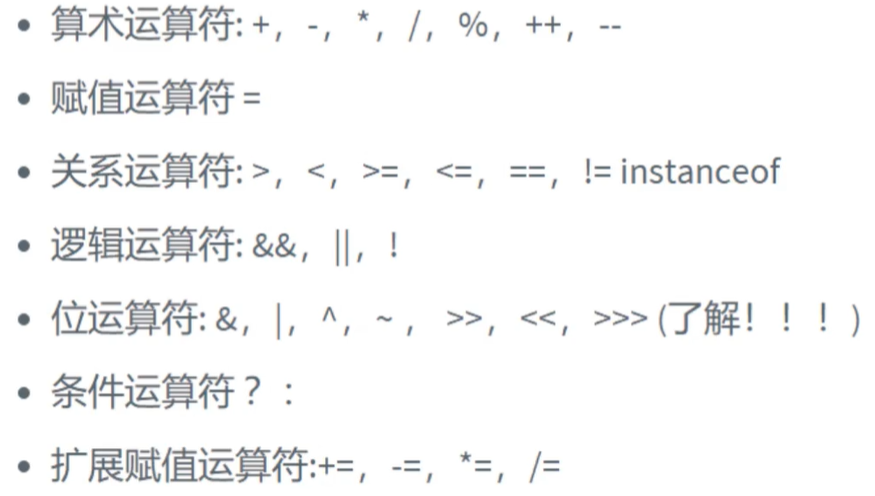 • 算术运算符: +，-，*，/，%，++，--
• 赋值运算符 =
• 关系运算符: >，<，>=，<=，==，!= instanceof
• 逻辑运算符: &&，||，!
• 位运算符: &，|，^，~ ， >>，<<，>>> (了解！！！)
• 条件运算符 ？ ：
• 扩展赋值运算符:+=，-=，*=，/=